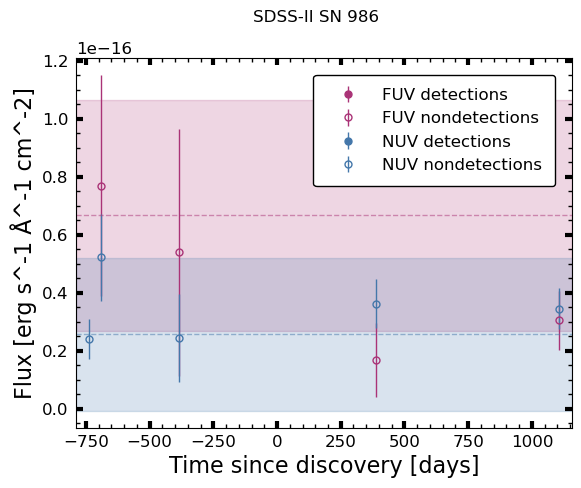 SDSS-II SN 986
1e−16
FUV detections
FUV nondetections
NUV detections
NUV nondetections
1.2
1.0
0.8
0.6
0.4
0.2
0.0
Flux [erg s^-1 Å^-1 cm^-2]
−750 −500 −250 0 250 500 750 1000
Time since discovery [days]